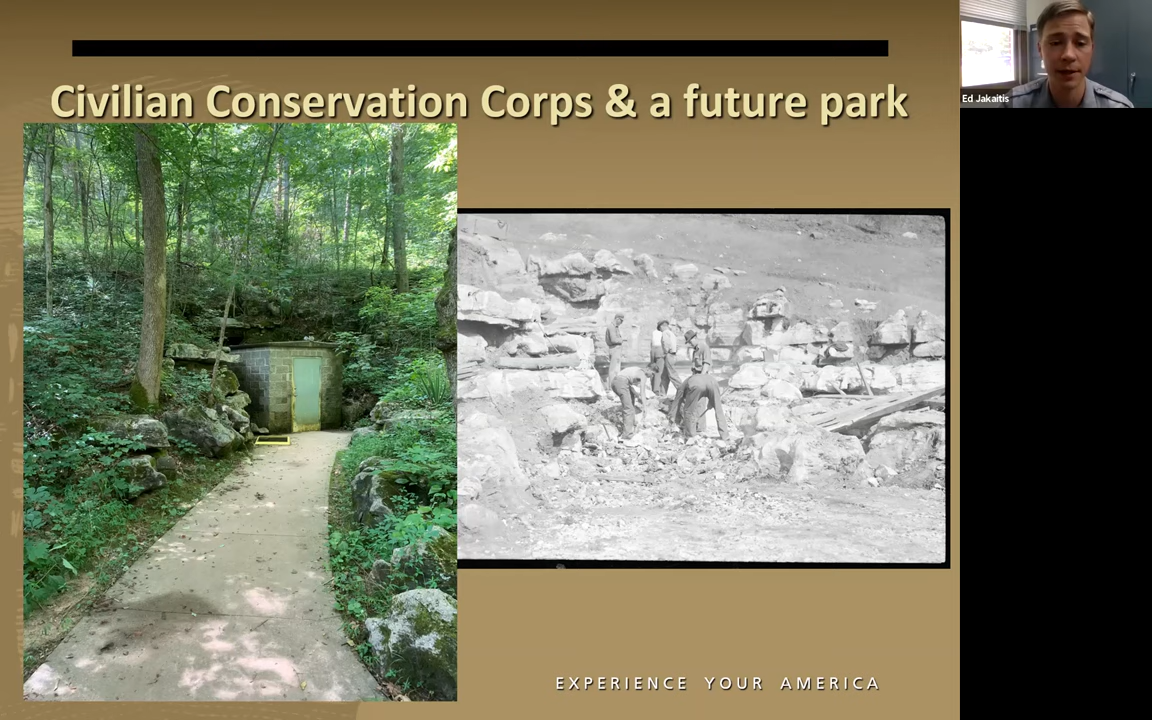 Civilian Conservation Corps & a future park
Ed Jakaitis
EXPERIENCE YOUR AMERICA